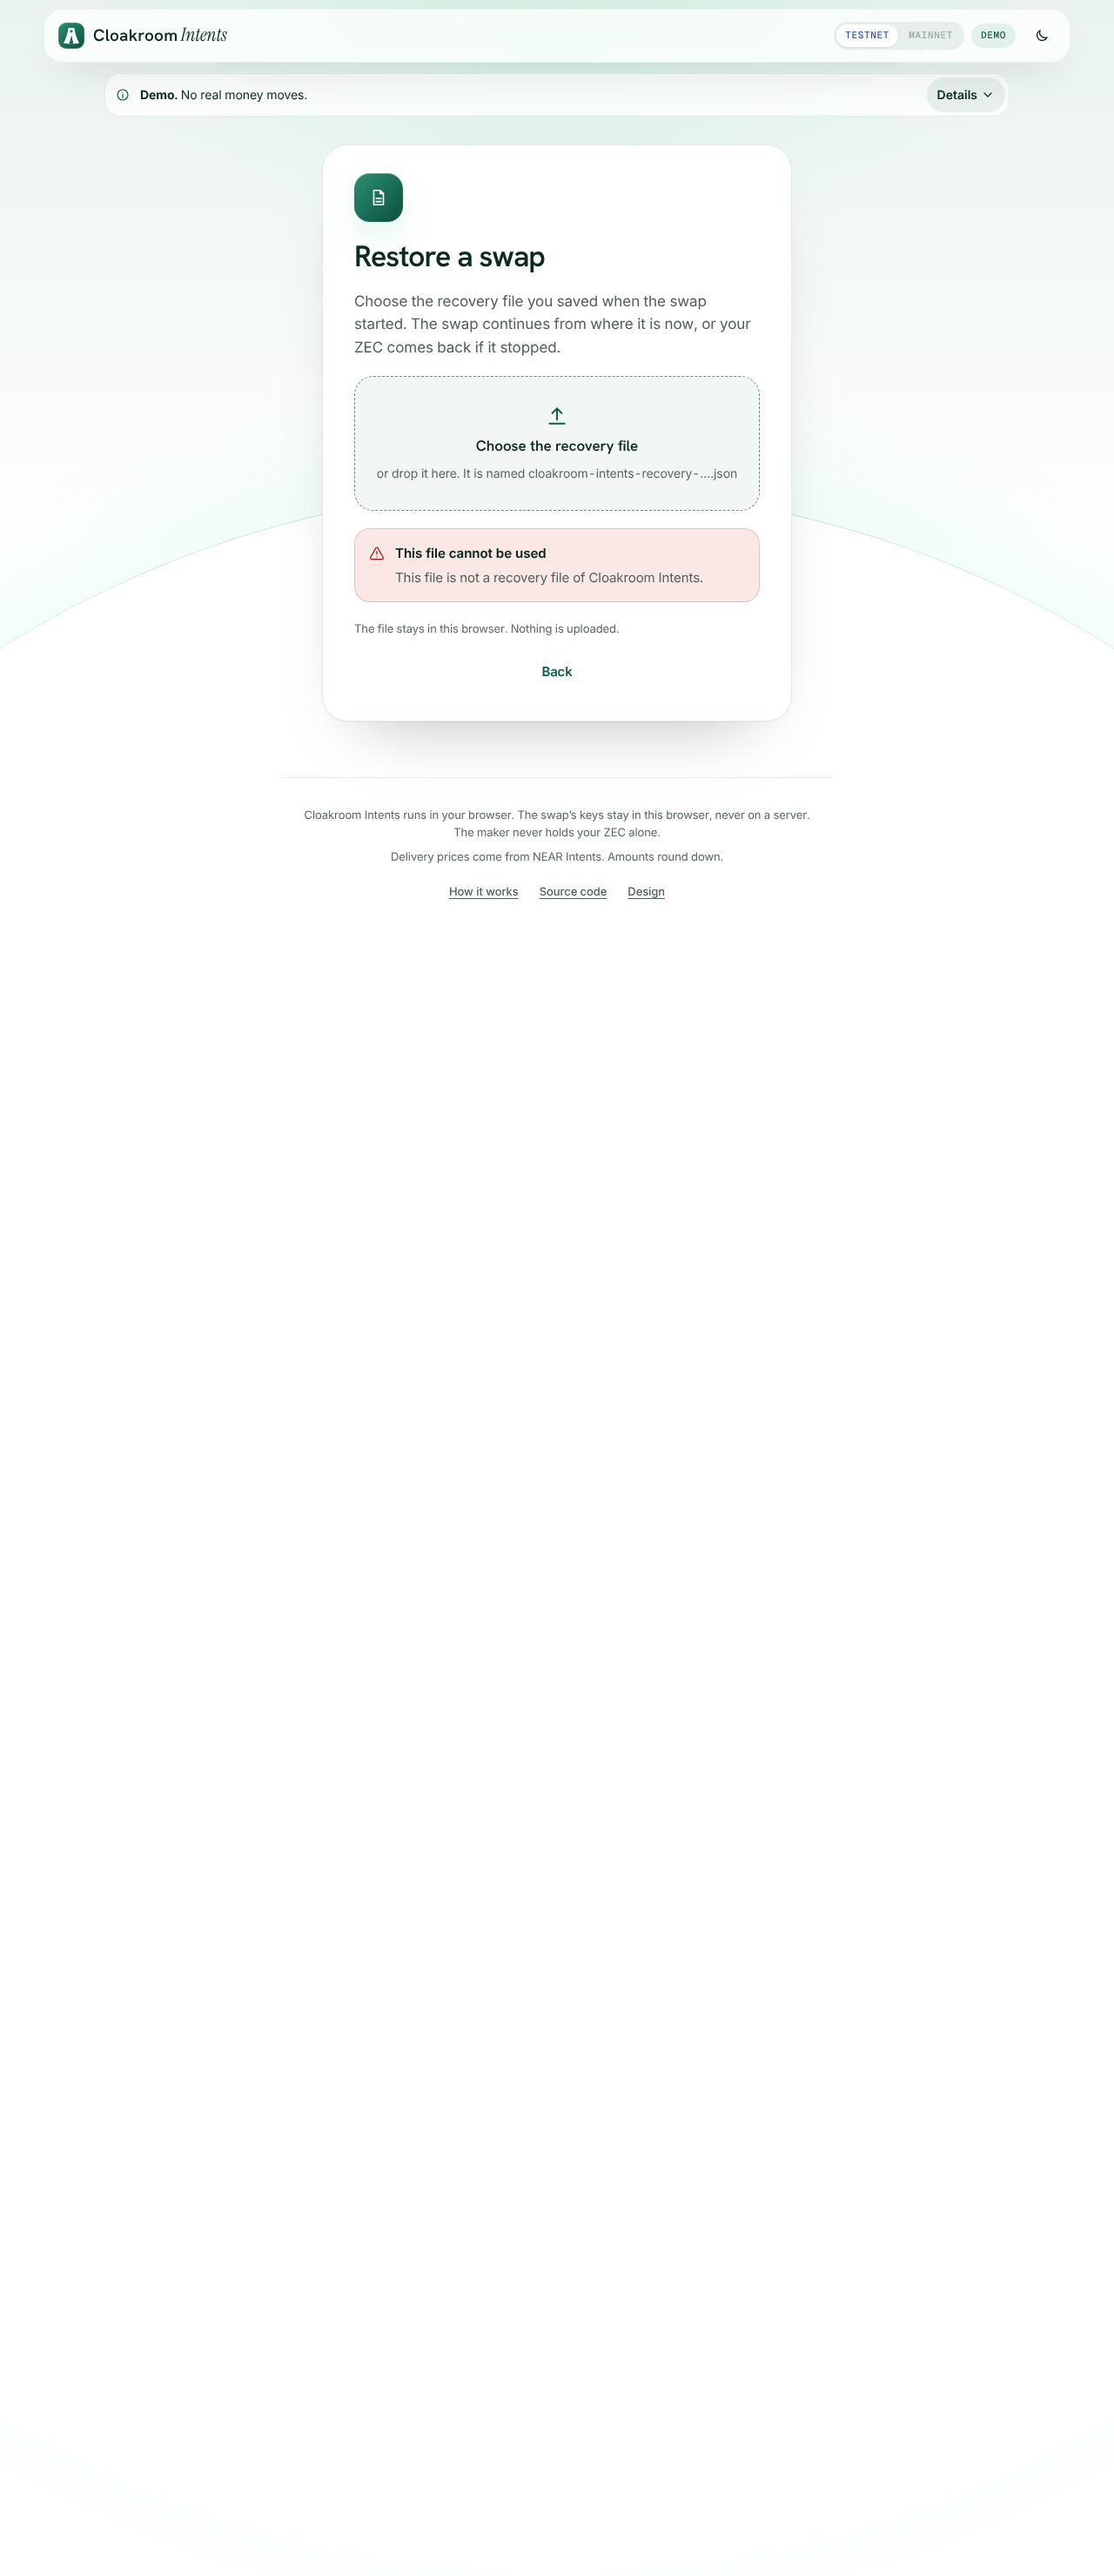 Cloakroom Intents
TESTNET MAINNET DEMO
Demo. No real money moves.
Details
Restore a swap
Choose the recovery file you saved when the swap
started. The swap continues from where it is now, or your
ZEC comes back if it stopped.
Choose the recovery file
or drop it here. It is named cloakroom-intents-recovery-....json
This file cannot be used
This file is not a recovery file of Cloakroom Intents.
The file stays in this browser. Nothing is uploaded.
Back
Cloakroom Intents runs in your browser. The swap’s keys stay in this browser, never on a server.
The maker never holds your ZEC alone.
Delivery prices come from NEAR Intents. Amounts round down.
How it works Source code Design